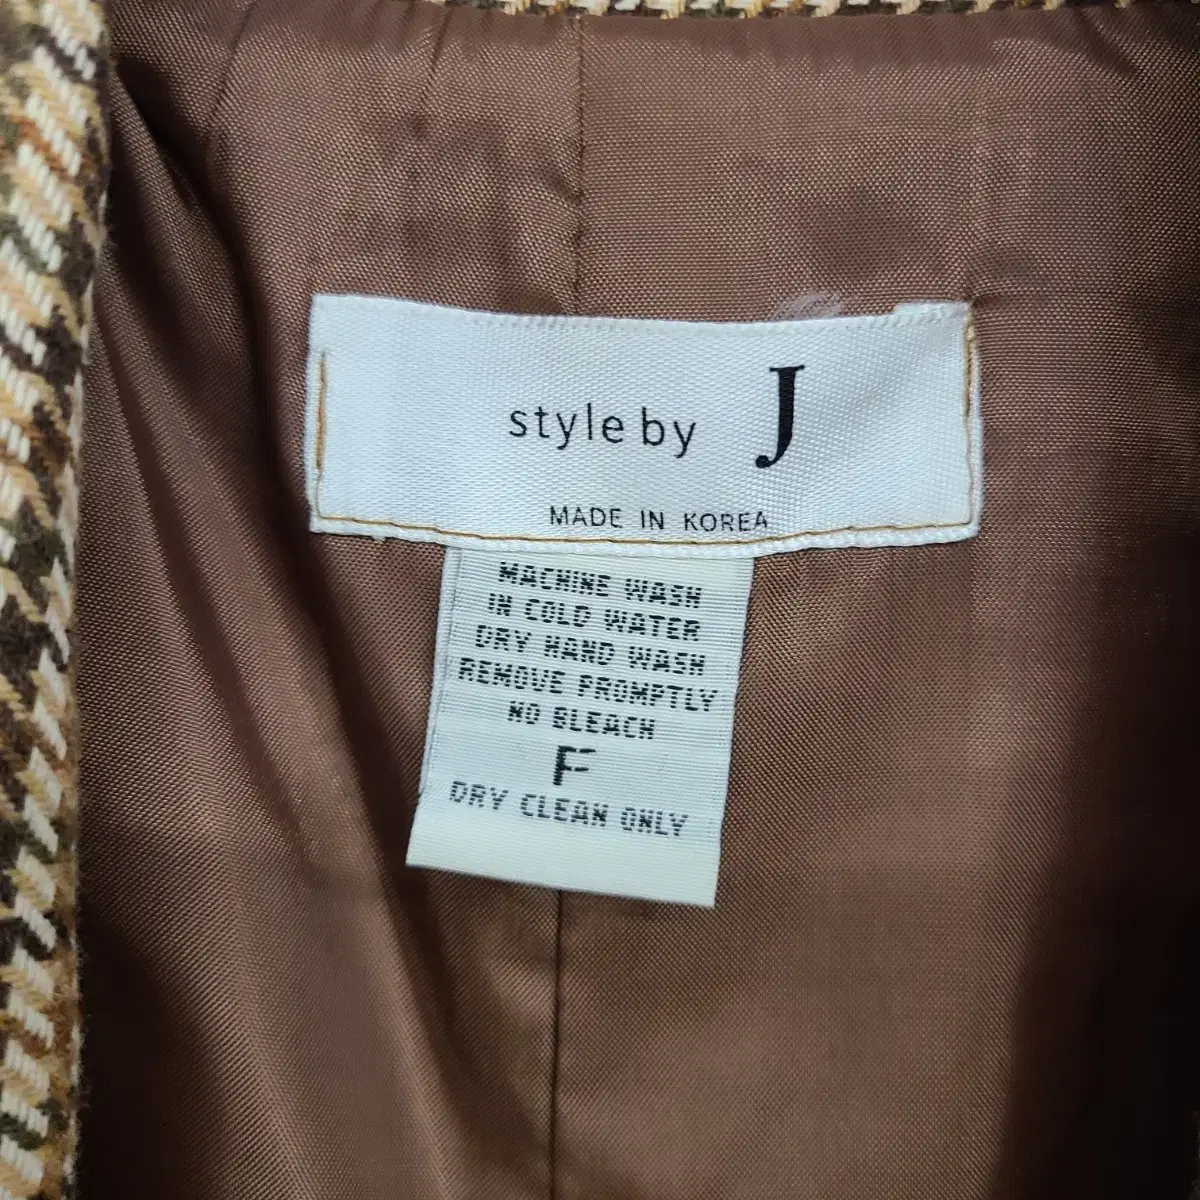 style by J
MADE IN KOREA
MACHINE WASH
IN COLD WATER
DRY HAND WASH
REMOVE PROMPTLY
NO BLEACH
F
DRY CLEAN ONLY